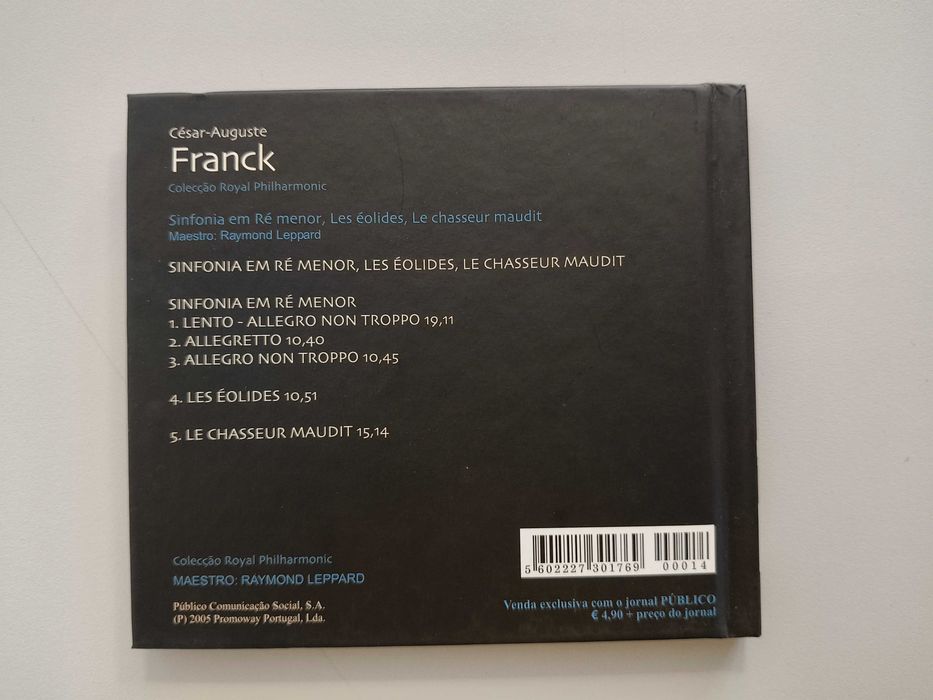 César-Auguste
Franck
Colecção Royal Philharmonic
Sinfonia em Ré menor, Les éolides, Le chasseur maudit
Maestro: Raymond Leppard
SINFONIA EM RÉ MENOR, LES ÉOLIDES, LE CHASSEUR MAUDIT
SINFONIA EM RÉ MENOR
1. LENTO - ALLEGRO NON TROPPO 19,11
2. ALLEGRETTO 10,40
3. ALLEGRO NON TROPPO 10,45
4. LES ÉOLIDES 10,51
5. LE CHASSEUR MAUDIT 15,14
Colecção Royal Philharmonic
MAESTRO: RAYMOND LEPPARD
Público Comunicação Social, S.A.
(P) 2005 Promoway Portugal, Lda.
5 602227 301769 00014
Venda exclusiva com o jornal PÚBLICO
€ 4,90 + preço do jornal